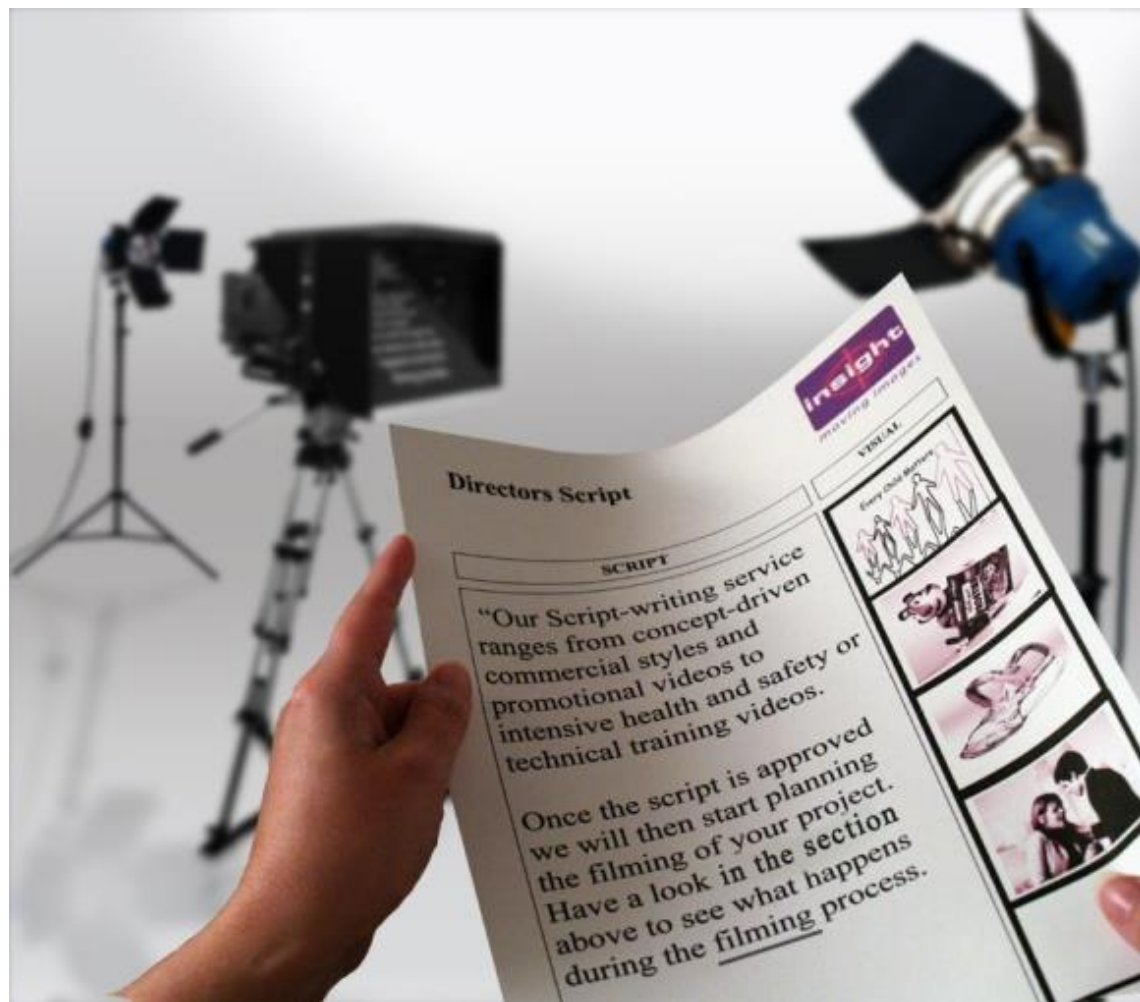 insight
moving images
Directors Script
SCRIPT
VISUAL
Every Child Matters
“Our Script-writing service
ranges from concept-driven
commercial styles and
promotional videos to
intensive health and safety or
technical training videos.
Once the script is approved
we will then start planning
the filming of your project.
Have a look in the section
above to see what happens
during the filming process.